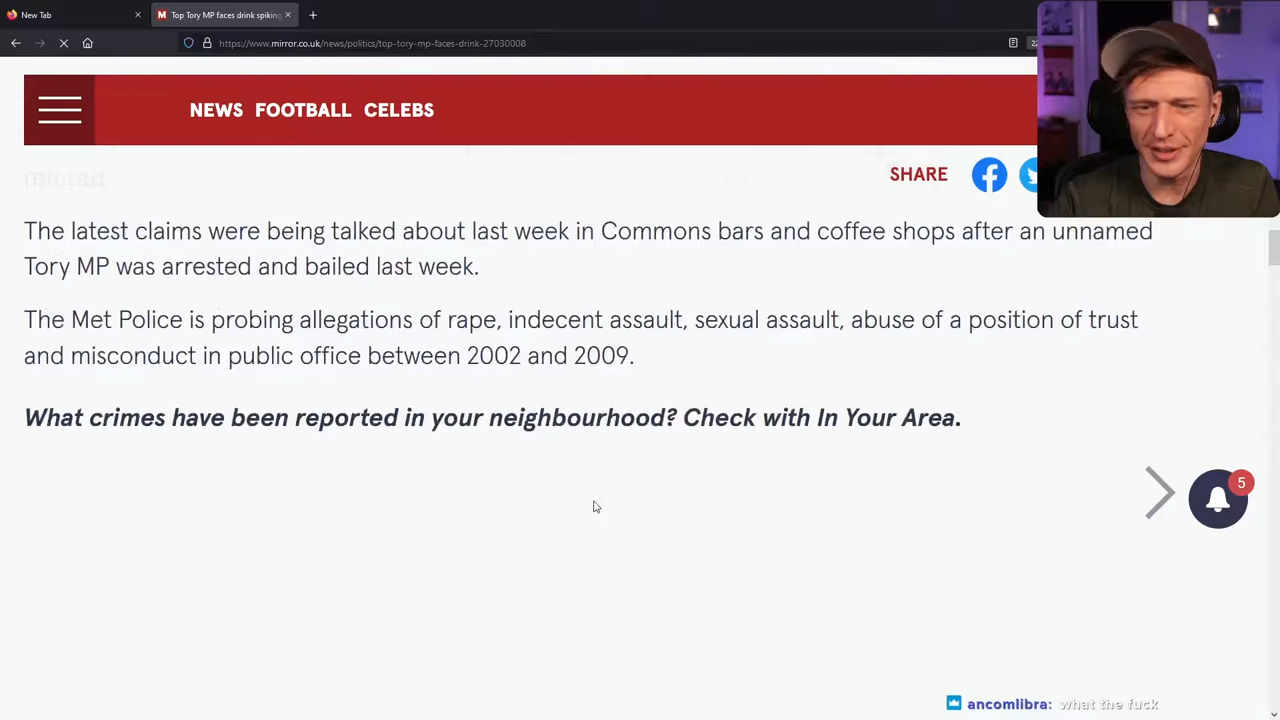 New Tab
Top Tory MP faces drink spiking
https://www.mirror.co.uk/news/politics/top-tory-mp-faces-drink-27030008
NEWS FOOTBALL CELEBS
SHARE
The latest claims were being talked about last week in Commons bars and coffee shops after an unnamed
Tory MP was arrested and bailed last week.
The Met Police is probing allegations of rape, indecent assault, sexual assault, abuse of a position of trust
and misconduct in public office between 2002 and 2009.
What crimes have been reported in your neighbourhood? Check with In Your Area.
5
ancomlibra: what the fuck